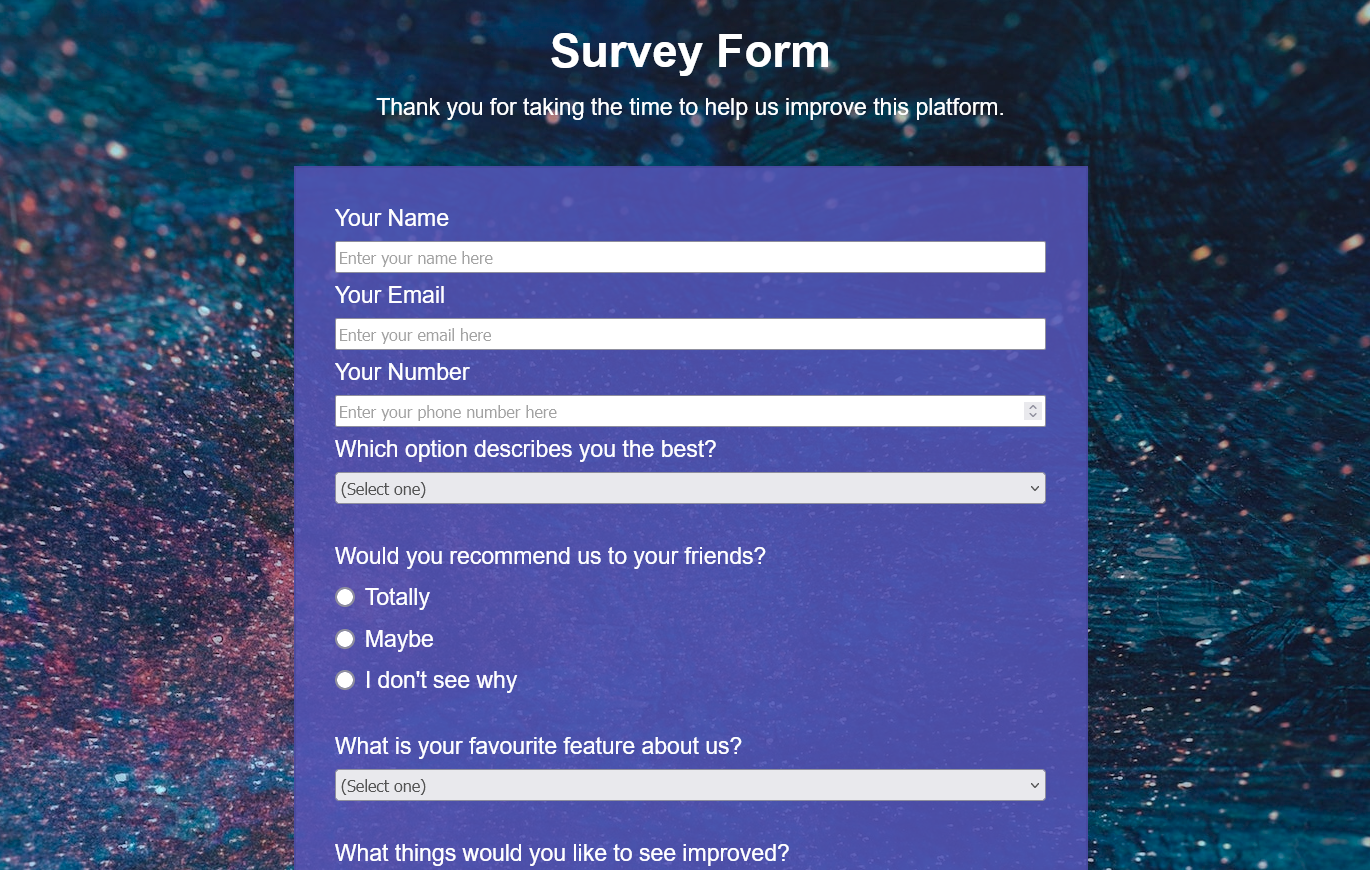 Survey Form
Thank you for taking the time to help us improve this platform.
Your Name
Enter your name here
Your Email
Enter your email here
Your Number
Enter your phone number here
Which option describes you the best?
(Select one)
Would you recommend us to your friends?
Totally
Maybe
I don't see why
What is your favourite feature about us?
(Select one)
What things would you like to see improved?